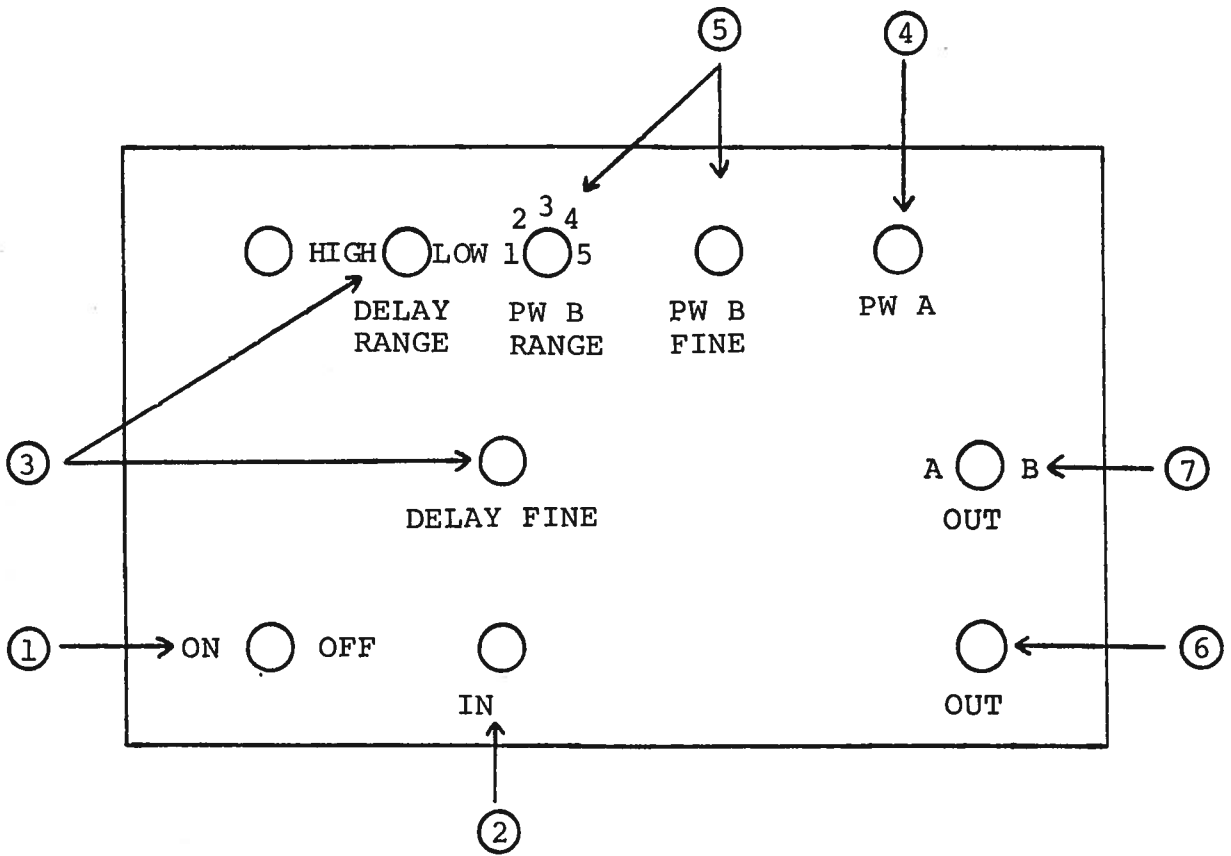 ⑤ ④
2 3 4
HIGH LOW 1 5
DELAY RANGE
PW B RANGE
PW B FINE
PW A
③
DELAY FINE
A B ⑦
OUT
① ON OFF
⑥
IN
OUT
②